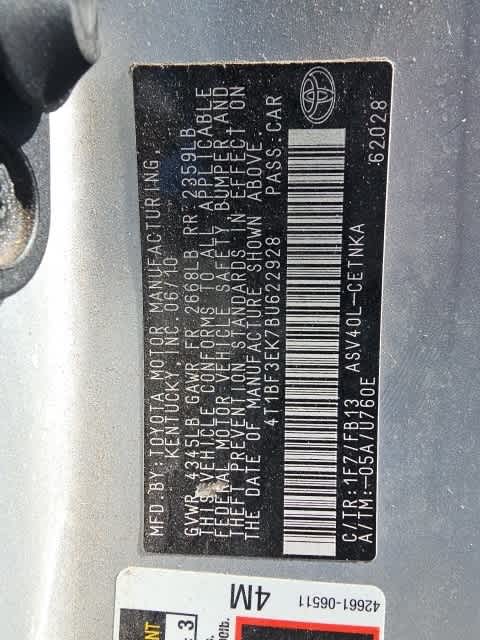 MFD. BY: TOYOTA MOTOR MANUFACTURING,
KENTUCKY, INC. 06/10
GVWR 4345LB GAWR FR 2668LB RR 2359LB
THIS VEHICLE CONFORMS TO ALL APPLICABLE
FEDERAL MOTOR VEHICLE SAFETY, BUMPER AND
THEFT PREVENTION STANDARDS IN EFFECT ON
THE DATE OF MANUFACTURE SHOWN ABOVE.
4T1BF3EK7BU622928 PASS. CAR
C/TR: 1FZ/FB13 ASV40L-CETNKA
A/TM: -05A/U760E
62028
4M
42661-06511
3